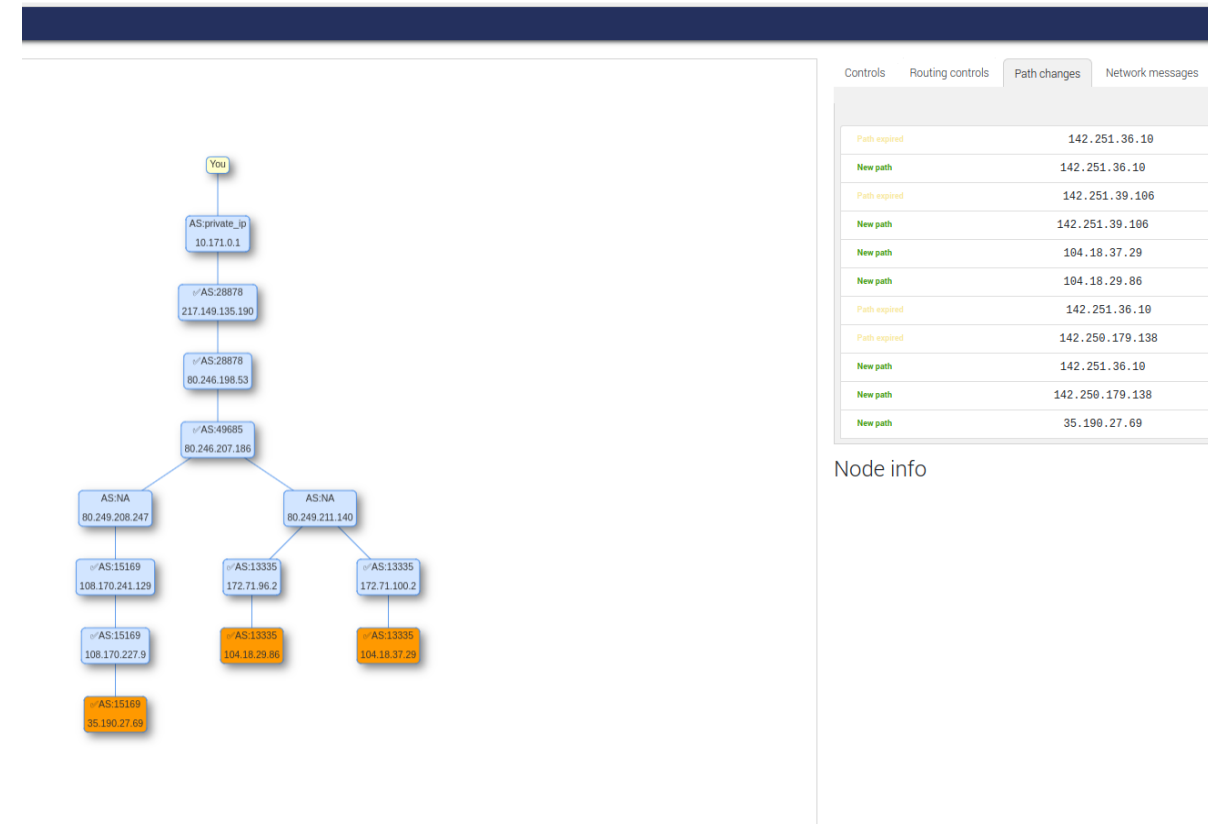 Controls Routing controls Path changes Network messages
Path expired 142.251.36.10
New path 142.251.36.10
Path expired 142.251.39.106
New path 142.251.39.106
New path 104.18.37.29
New path 104.18.29.86
Path expired 142.251.36.10
Path expired 142.250.179.138
New path 142.251.36.10
New path 142.250.179.138
New path 35.190.27.69
Node info
You
AS:private_ip
10.171.0.1
✅AS:28878
217.149.135.190
✅AS:28878
80.246.198.53
✅AS:49685
80.246.207.186
AS:NA
80.249.208.247
AS:NA
80.249.211.140
✅AS:15169
108.170.241.129
✅AS:13335
172.71.96.2
✅AS:13335
172.71.100.2
✅AS:15169
108.170.227.9
✅AS:13335
104.18.29.86
✅AS:13335
104.18.37.29
✅AS:15169
35.190.27.69